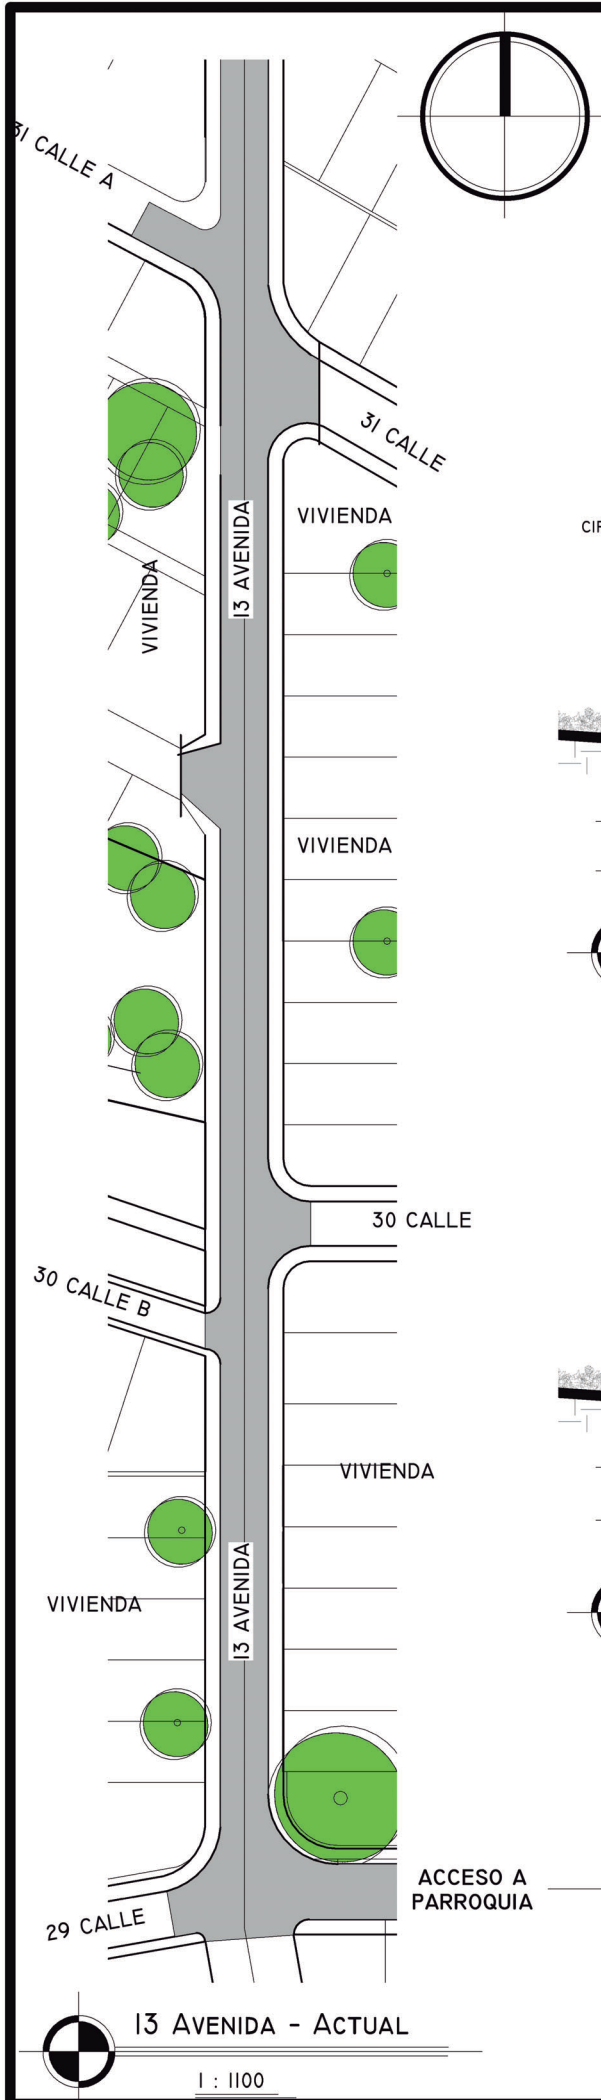 31 CALLE A
31 CALLE
VIVIENDA
13 AVENIDA
VIVIENDA
VIVIENDA
30 CALLE
30 CALLE B
VIVIENDA
13 AVENIDA
VIVIENDA
ACCESO A
PARROQUIA
29 CALLE
13 AVENIDA - ACTUAL
1 : 1100